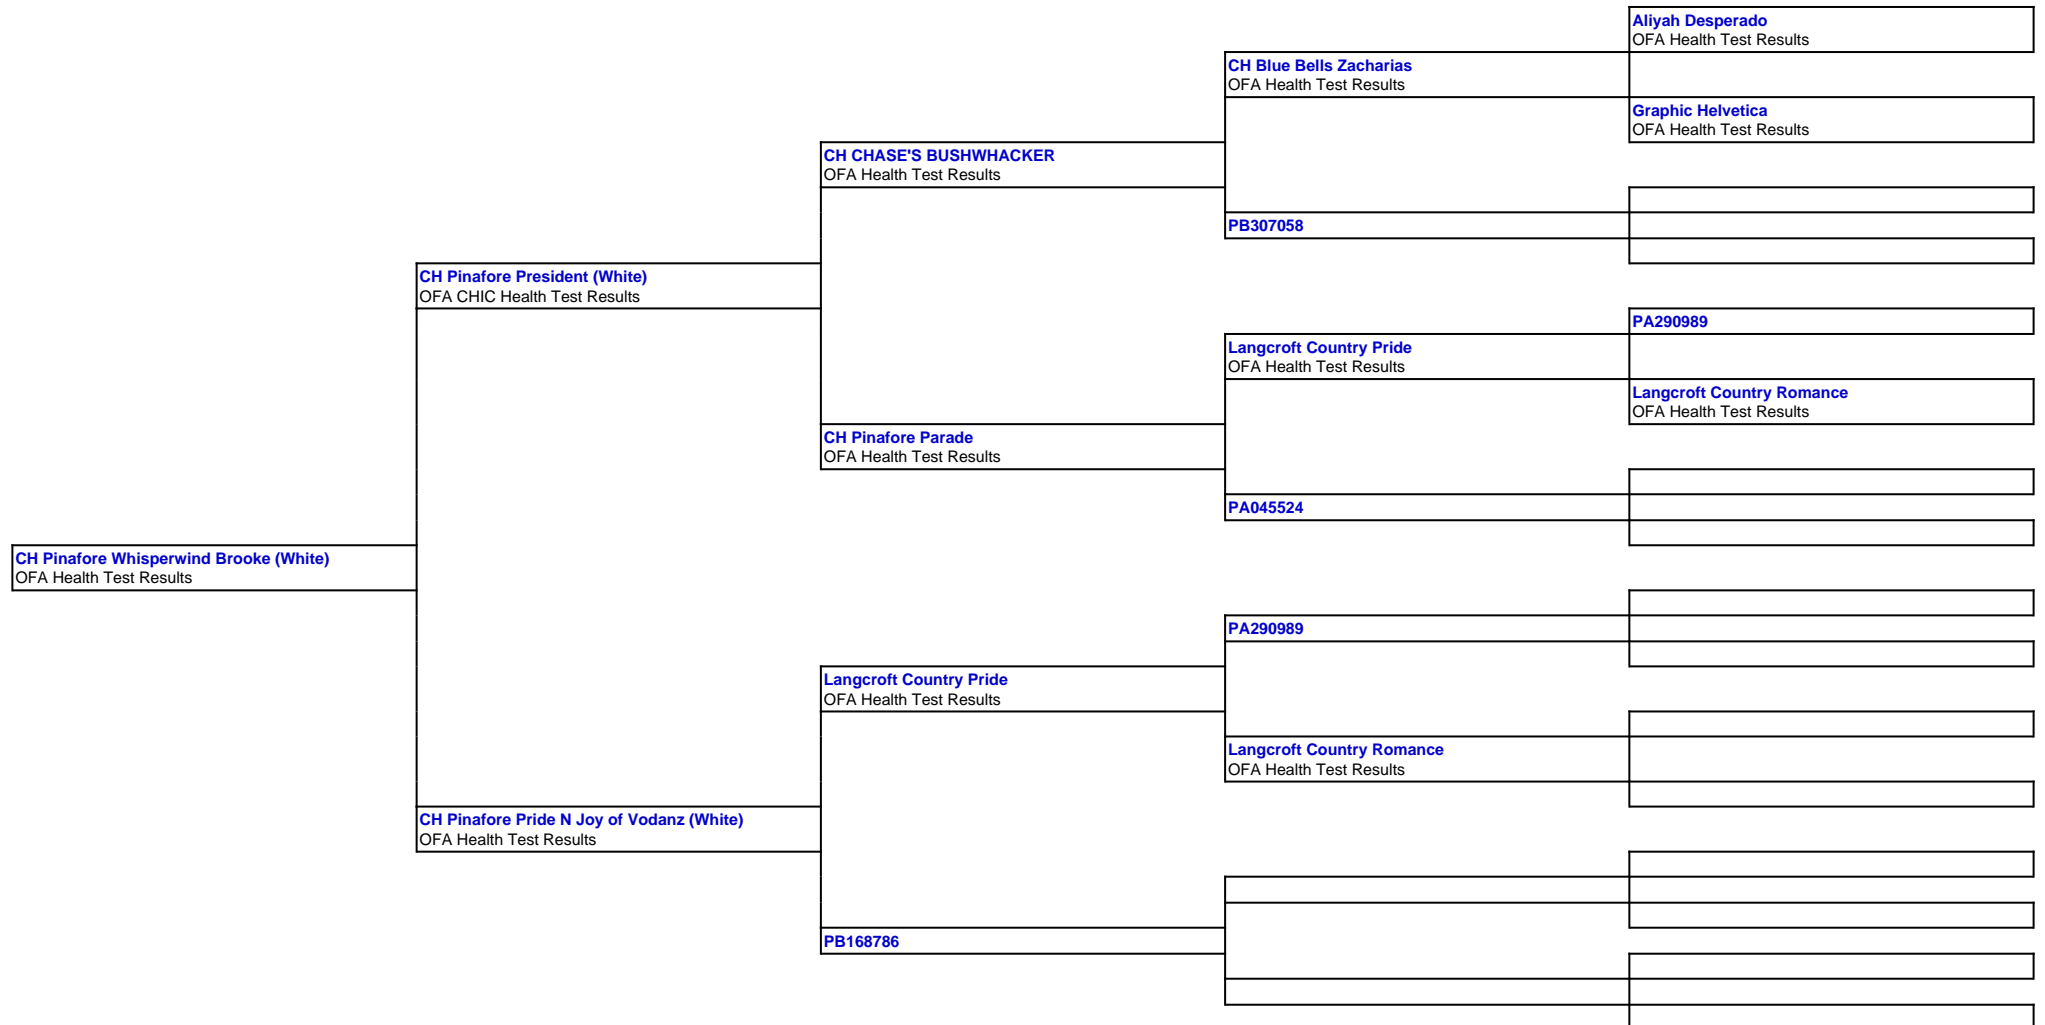 Aliyah Desperado
OFA Health Test Results
CH Blue Bells Zacharias
OFA Health Test Results
Graphic Helvetica
OFA Health Test Results
CH CHASE'S BUSHWHACKER
OFA Health Test Results
PB307058
CH Pinafore President (White)
OFA CHIC Health Test Results
PA290989
Langcroft Country Pride
OFA Health Test Results
Langcroft Country Romance
OFA Health Test Results
CH Pinafore Parade
OFA Health Test Results
PA045524
CH Pinafore Whisperwind Brooke (White)
OFA Health Test Results
PA290989
Langcroft Country Pride
OFA Health Test Results
Langcroft Country Romance
OFA Health Test Results
CH Pinafore Pride N Joy of Vodanz (White)
OFA Health Test Results
PB168786